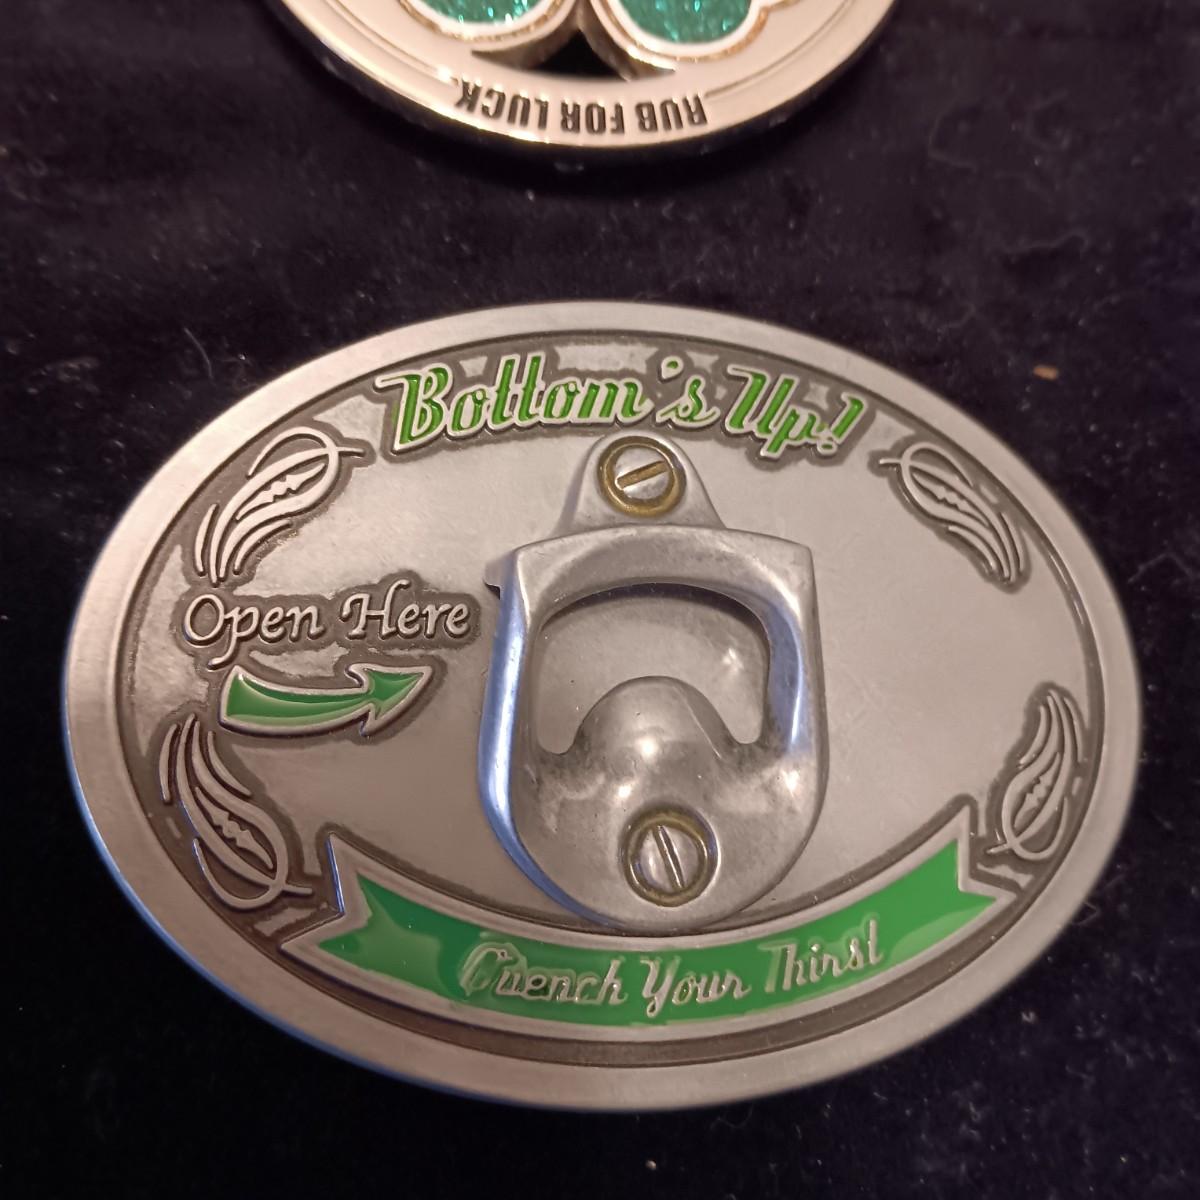 RUB FOR LUCK
Bottom's Up!
Open Here
Quench Your Thirst